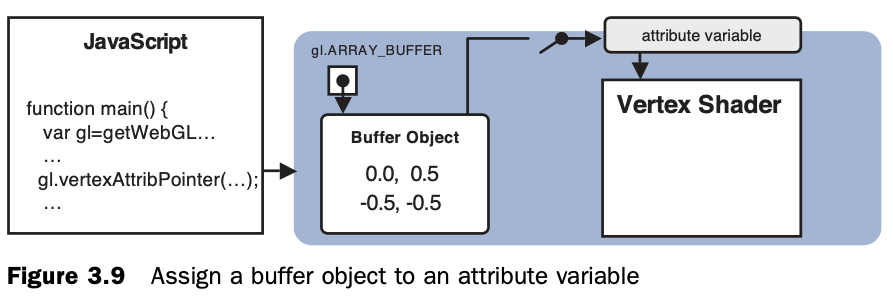 JavaScript
function main() {
var gl=getWebGL…
…
gl.vertexAttribPointer(…);
…
gl.ARRAY_BUFFER
Buffer Object
0.0, 0.5
-0.5, -0.5
attribute variable
Vertex Shader
Figure 3.9 Assign a buffer object to an attribute variable